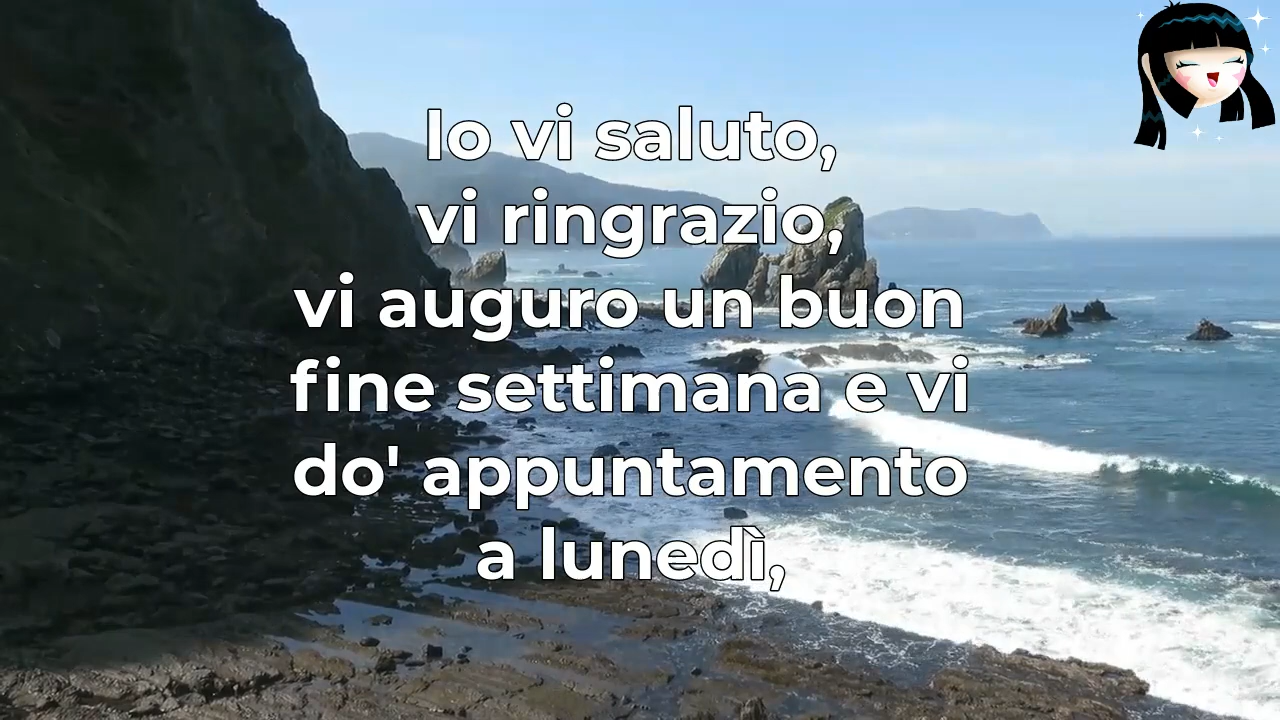 Io vi saluto,
vi ringrazio,
vi auguro un buon
fine settimana e vi
do' appuntamento
a lunedì,